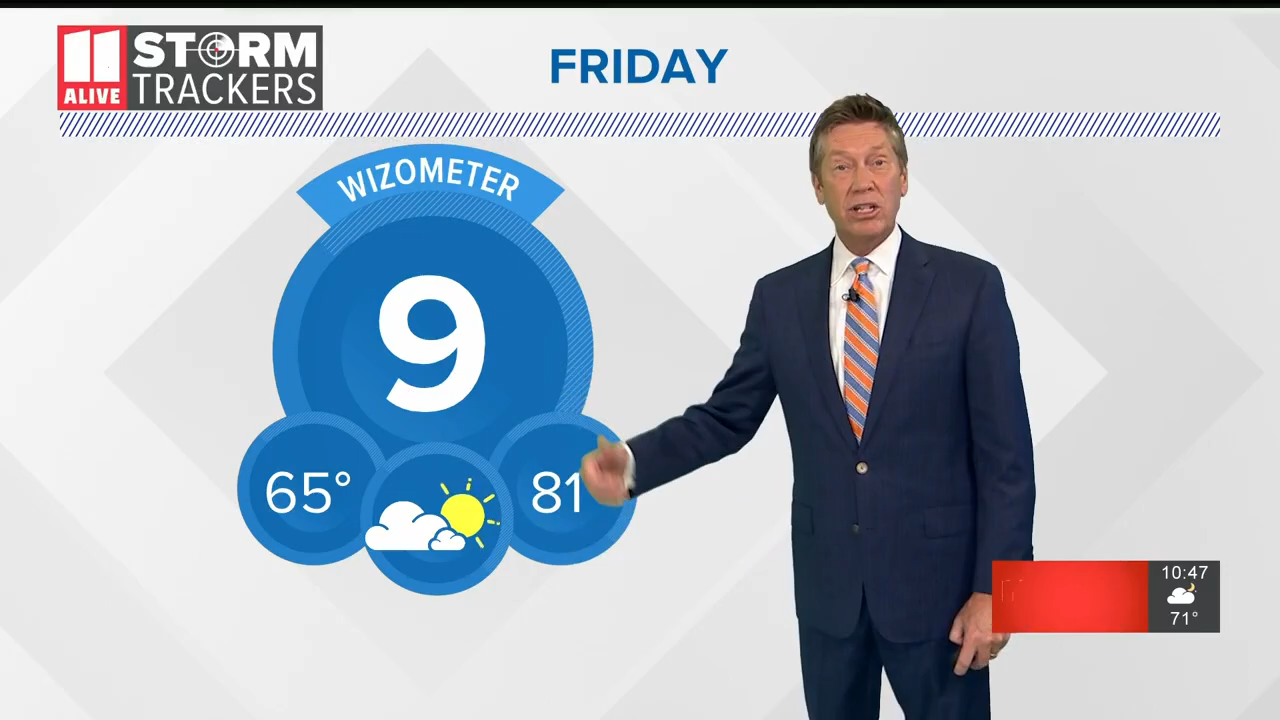 11
ALIVE
STORM
TRACKERS
FRIDAY
WIZOMETER
9
65°
81
10:47
71°